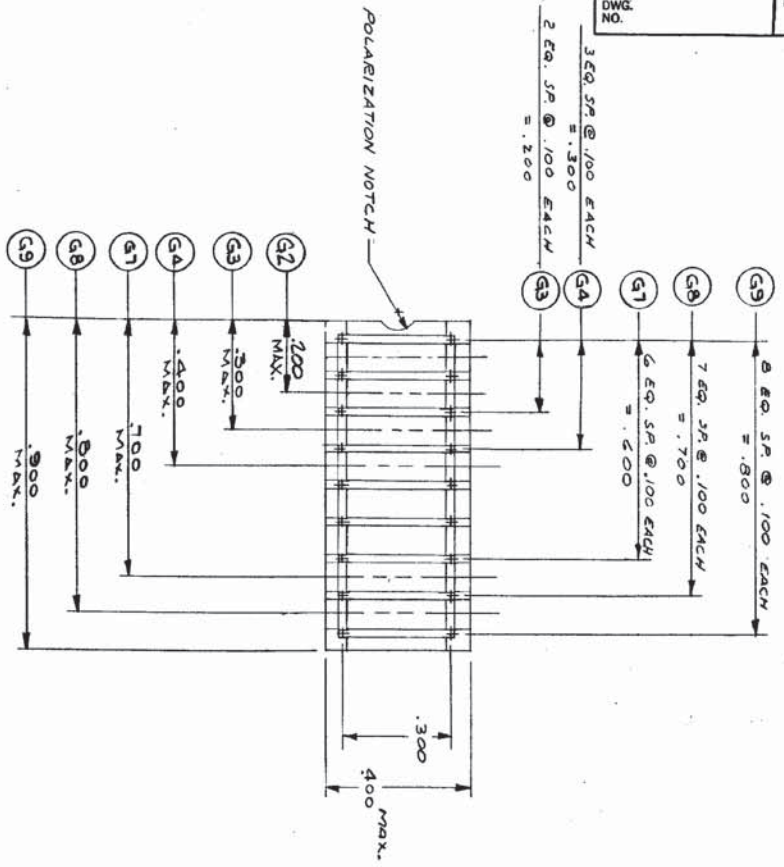 DWG.
NO.
G9
8 EQ. SP. @ .100 EACH
= .800
G8
7 EQ. SP. @ .100 EACH
= .700
G7
6 EQ. SP. @ .100 EACH
= .600
G4
3 EQ. SP. @ .100 EACH
= .300
G3
2 EQ. SP. @ .100 EACH
= .200
POLARIZATION NOTCH
G2
.200
MAX.
G3
.300
MAX.
G4
.400
MAX.
G7
.700
MAX.
G8
.800
MAX.
G9
.900
MAX.
.300
.400 MAX.